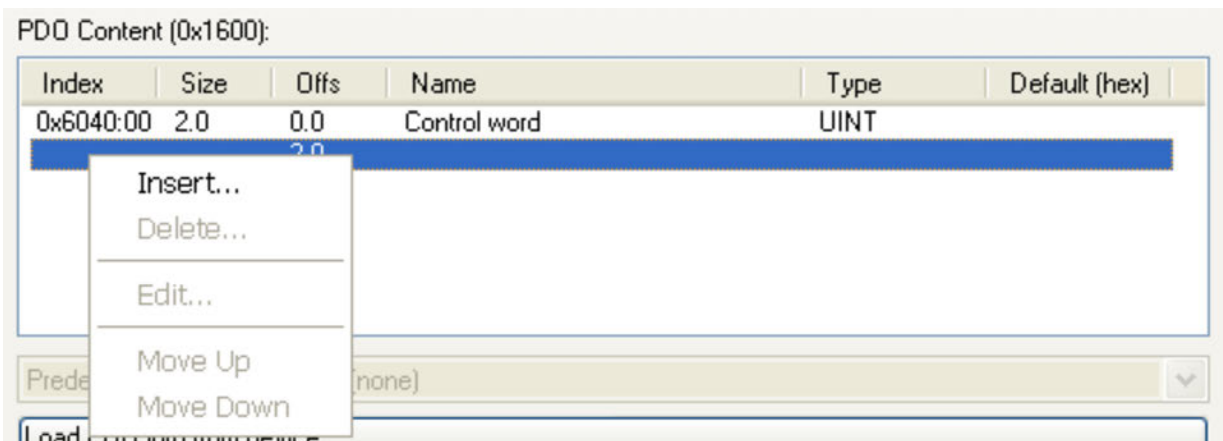 PDO Content (0x1600):
Index Size Offs Name Type Default (hex)
0x6040:00 2.0 0.0 Control word UINT
2.0
Insert...
Delete...
Edit...
Move Up
(none)
Move Down
Load